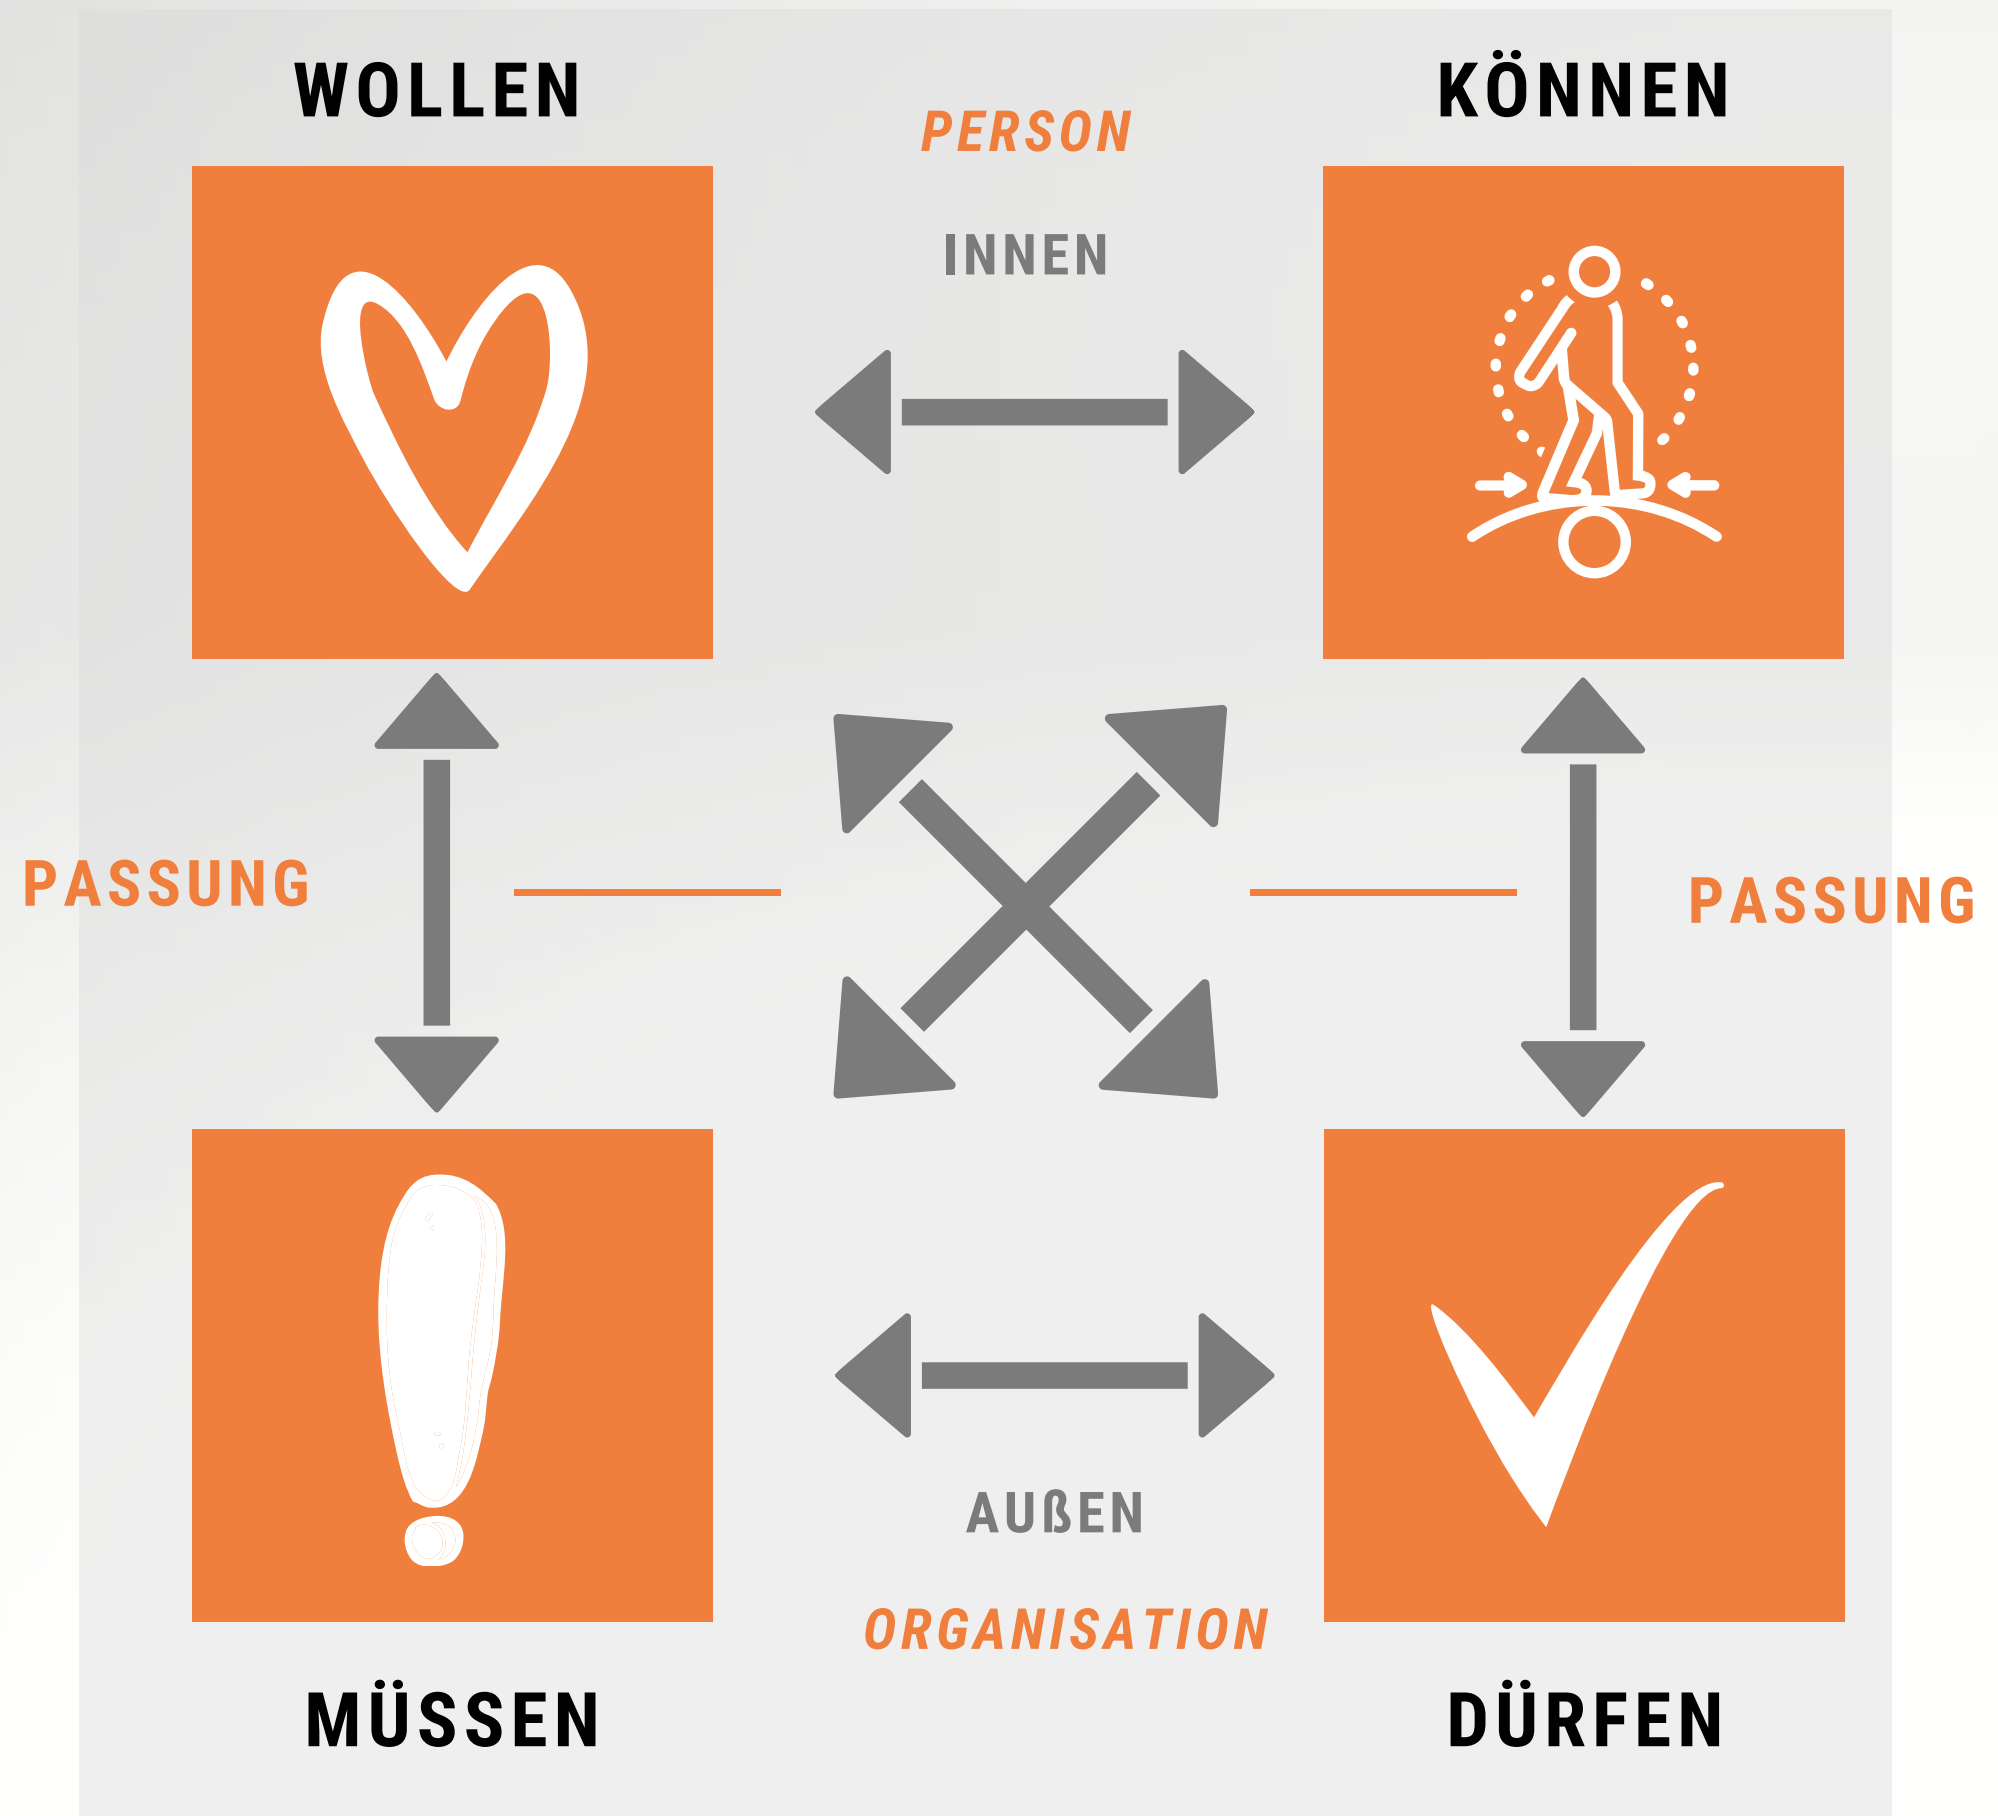 WOLLEN
KÖNNEN
PERSON
INNEN
PASSUNG
PASSUNG
AUßEN
ORGANISATION
MÜSSEN
DÜRFEN